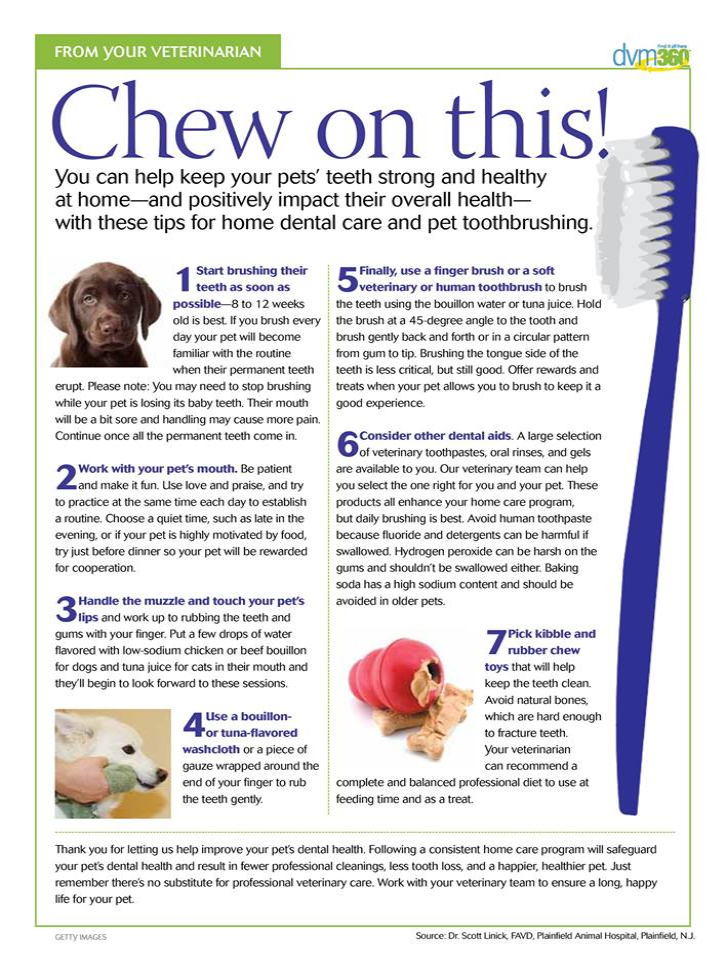 FROM YOUR VETERINARIAN
dvm360
Chew on this!
You can help keep your pets' teeth strong and healthy
at home—and positively impact their overall health—
with these tips for home dental care and pet toothbrushing.
1 Start brushing their
teeth as soon as
possible—8 to 12 weeks
old is best. If you brush every
day your pet will become
familiar with the routine
when their permanent teeth
erupt. Please note: You may need to stop brushing
while your pet is losing its baby teeth. Their mouth
will be a bit sore and handling may cause more pain.
Continue once all the permanent teeth come in.
2 Work with your pet's mouth. Be patient
and make it fun. Use love and praise, and try
to practice at the same time each day to establish
a routine. Choose a quiet time, such as late in the
evening, or if your pet is highly motivated by food,
try just before dinner so your pet will be rewarded
for cooperation.
3 Handle the muzzle and touch your pet's
lips and work up to rubbing the teeth and
gums with your finger. Put a few drops of water
flavored with low-sodium chicken or beef bouillon
for dogs and tuna juice for cats in their mouth and
they'll begin to look forward to these sessions.
4 Use a bouillon-
or tuna-flavored
washcloth or a piece of
gauze wrapped around the
end of your finger to rub
the teeth gently.
5 Finally, use a finger brush or a soft
veterinary or human toothbrush to brush
the teeth using the bouillon water or tuna juice. Hold
the brush at a 45-degree angle to the tooth and
brush gently back and forth or in a circular pattern
from gum to tip. Brushing the tongue side of the
teeth is less critical, but still good. Offer rewards and
treats when your pet allows you to brush to keep it a
good experience.
6 Consider other dental aids. A large selection
of veterinary toothpastes, oral rinses, and gels
are available to you. Our veterinary team can help
you select the one right for you and your pet. These
products all enhance your home care program,
but daily brushing is best. Avoid human toothpaste
because fluoride and detergents can be harmful if
swallowed. Hydrogen peroxide can be harsh on the
gums and shouldn't be swallowed either. Baking
soda has a high sodium content and should be
avoided in older pets.
7 Pick kibble and
rubber chew
toys that will help
keep the teeth clean.
Avoid natural bones,
which are hard enough
to fracture teeth.
Your veterinarian
can recommend a
complete and balanced professional diet to use at
feeding time and as a treat.
Thank you for letting us help improve your pet's dental health. Following a consistent home care program will safeguard
your pet's dental health and result in fewer professional cleanings, less tooth loss, and a happier, healthier pet. Just
remember there's no substitute for professional veterinary care. Work with your veterinary team to ensure a long, happy
life for your pet.
GETTY IMAGES
Source: Dr. Scott Linick, FAVD, Plainfield Animal Hospital, Plainfield, N.J.